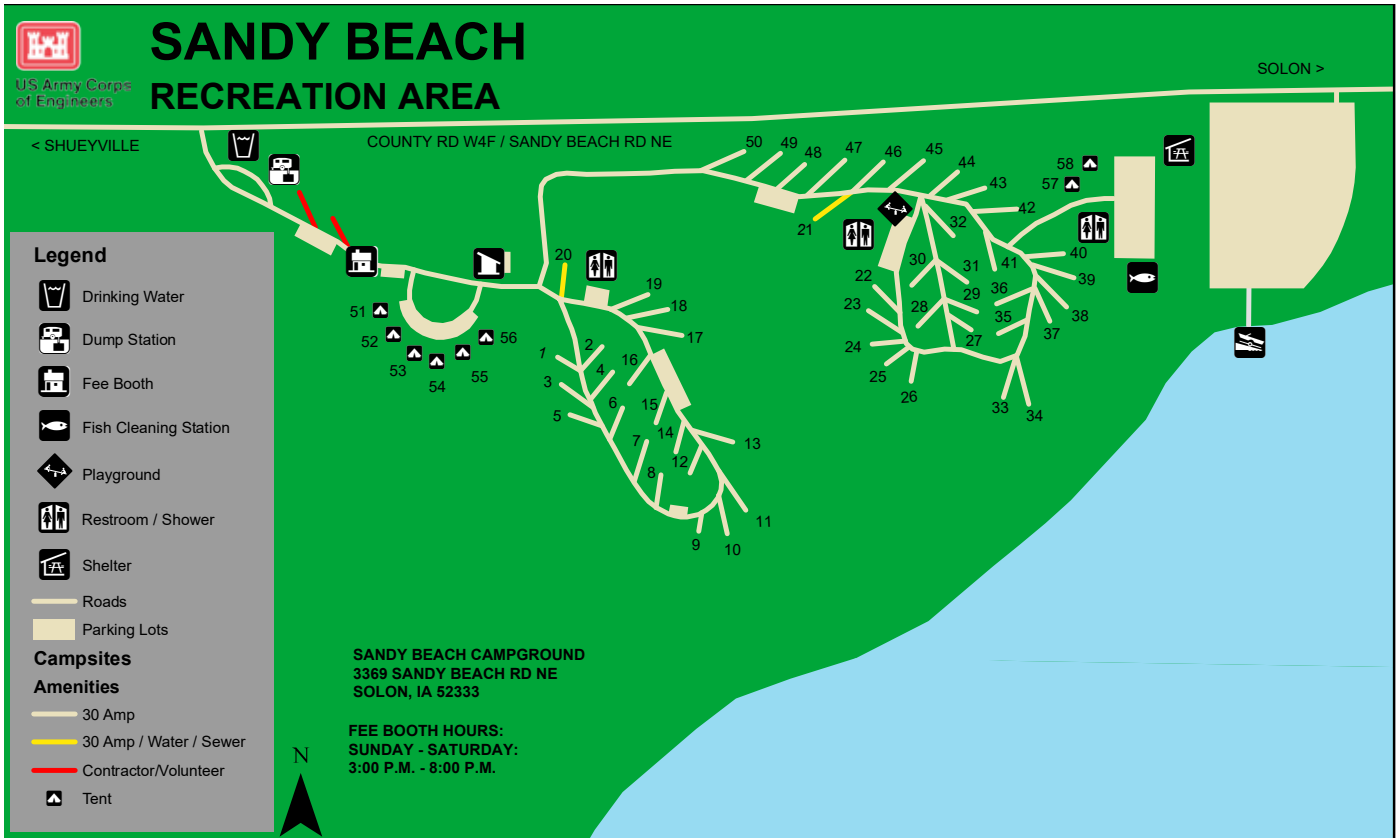 US Army Corps
of Engineers
SANDY BEACH
RECREATION AREA
SOLON >
< SHUEYVILLE
COUNTY RD W4F / SANDY BEACH RD NE
50
49
48
47
46
45
44
43
42
58
57
21
32
20
30
31
41
40
39
22
19
18
17
36
29
23
28
35
38
37
51
52
53
54
55
56
1
2
3
4
16
27
24
25
26
33
34
5
6
15
7
14
13
8
12
11
9
10
Legend
Drinking Water
Dump Station
Fee Booth
Fish Cleaning Station
Playground
Restroom / Shower
Shelter
Roads
Parking Lots
Campsites
Amenities
30 Amp
30 Amp / Water / Sewer
Contractor/Volunteer
Tent
SANDY BEACH CAMPGROUND
3369 SANDY BEACH RD NE
SOLON, IA 52333
FEE BOOTH HOURS:
SUNDAY - SATURDAY:
3:00 P.M. - 8:00 P.M.
N